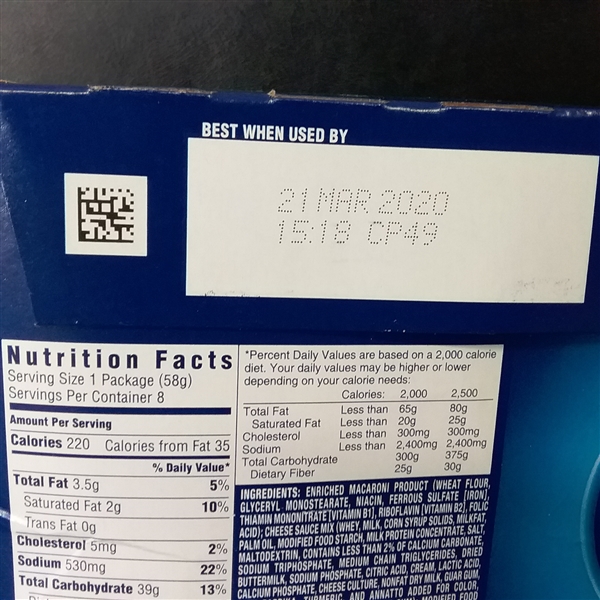 BEST WHEN USED BY
21 MAR 2020
15:18 CP49
Nutrition Facts
Serving Size 1 Package (58g)
Servings Per Container 8
Amount Per Serving
Calories 220 Calories from Fat 35
% Daily Value*
Total Fat 3.5g 5%
Saturated Fat 2g 10%
Trans Fat 0g
Cholesterol 5mg 2%
Sodium 530mg 22%
Total Carbohydrate 39g 13%
*Percent Daily Values are based on a 2,000 calorie
diet. Your daily values may be higher or lower
depending on your calorie needs:
Calories: 2,000 2,500
Total Fat Less than 65g 80g
Saturated Fat Less than 20g 25g
Cholesterol Less than 300mg 300mg
Sodium Less than 2,400mg 2,400mg
Total Carbohydrate 300g 375g
Dietary Fiber 25g 30g
INGREDIENTS: ENRICHED MACARONI PRODUCT (WHEAT FLOUR,
GLYCERYL MONOSTEARATE, NIACIN, FERROUS SULFATE [IRON],
THIAMIN MONONITRATE [VITAMIN B1], RIBOFLAVIN [VITAMIN B2], FOLIC
ACID); CHEESE SAUCE MIX (WHEY, MILK, CORN SYRUP SOLIDS, MILKFAT,
PALM OIL, MODIFIED FOOD STARCH, MILK PROTEIN CONCENTRATE, SALT,
MALTODEXTRIN, CONTAINS LESS THAN 2% OF CALCIUM CARBONATE,
SODIUM TRIPHOSPHATE, MEDIUM CHAIN TRIGLYCERIDES, DRIED
BUTTERMILK, SODIUM PHOSPHATE, CITRIC ACID, CREAM, LACTIC ACID,
CALCIUM PHOSPHATE, CHEESE CULTURE, NONFAT DRY MILK, GUAR GUM,
TURMERIC, AND ANNATTO ADDED FOR COLOR,
MODIFIED FOOD